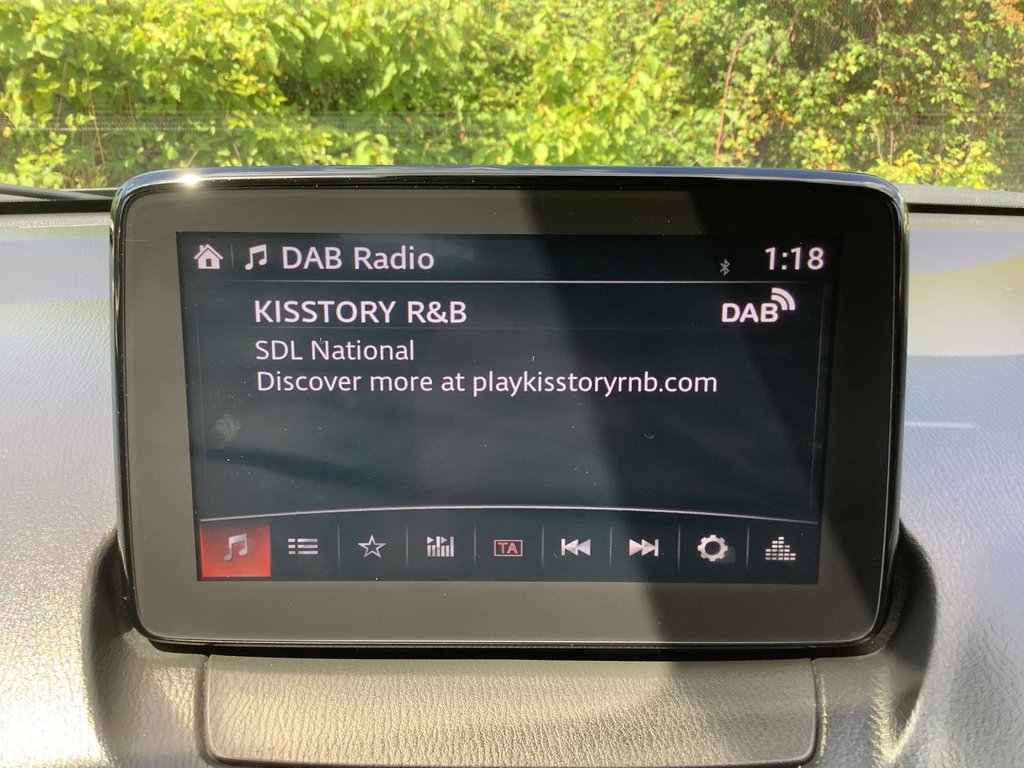 DAB Radio 1:18
KISSTORY R&B DAB
SDL National
Discover more at playkisstoryrnb.com
TA